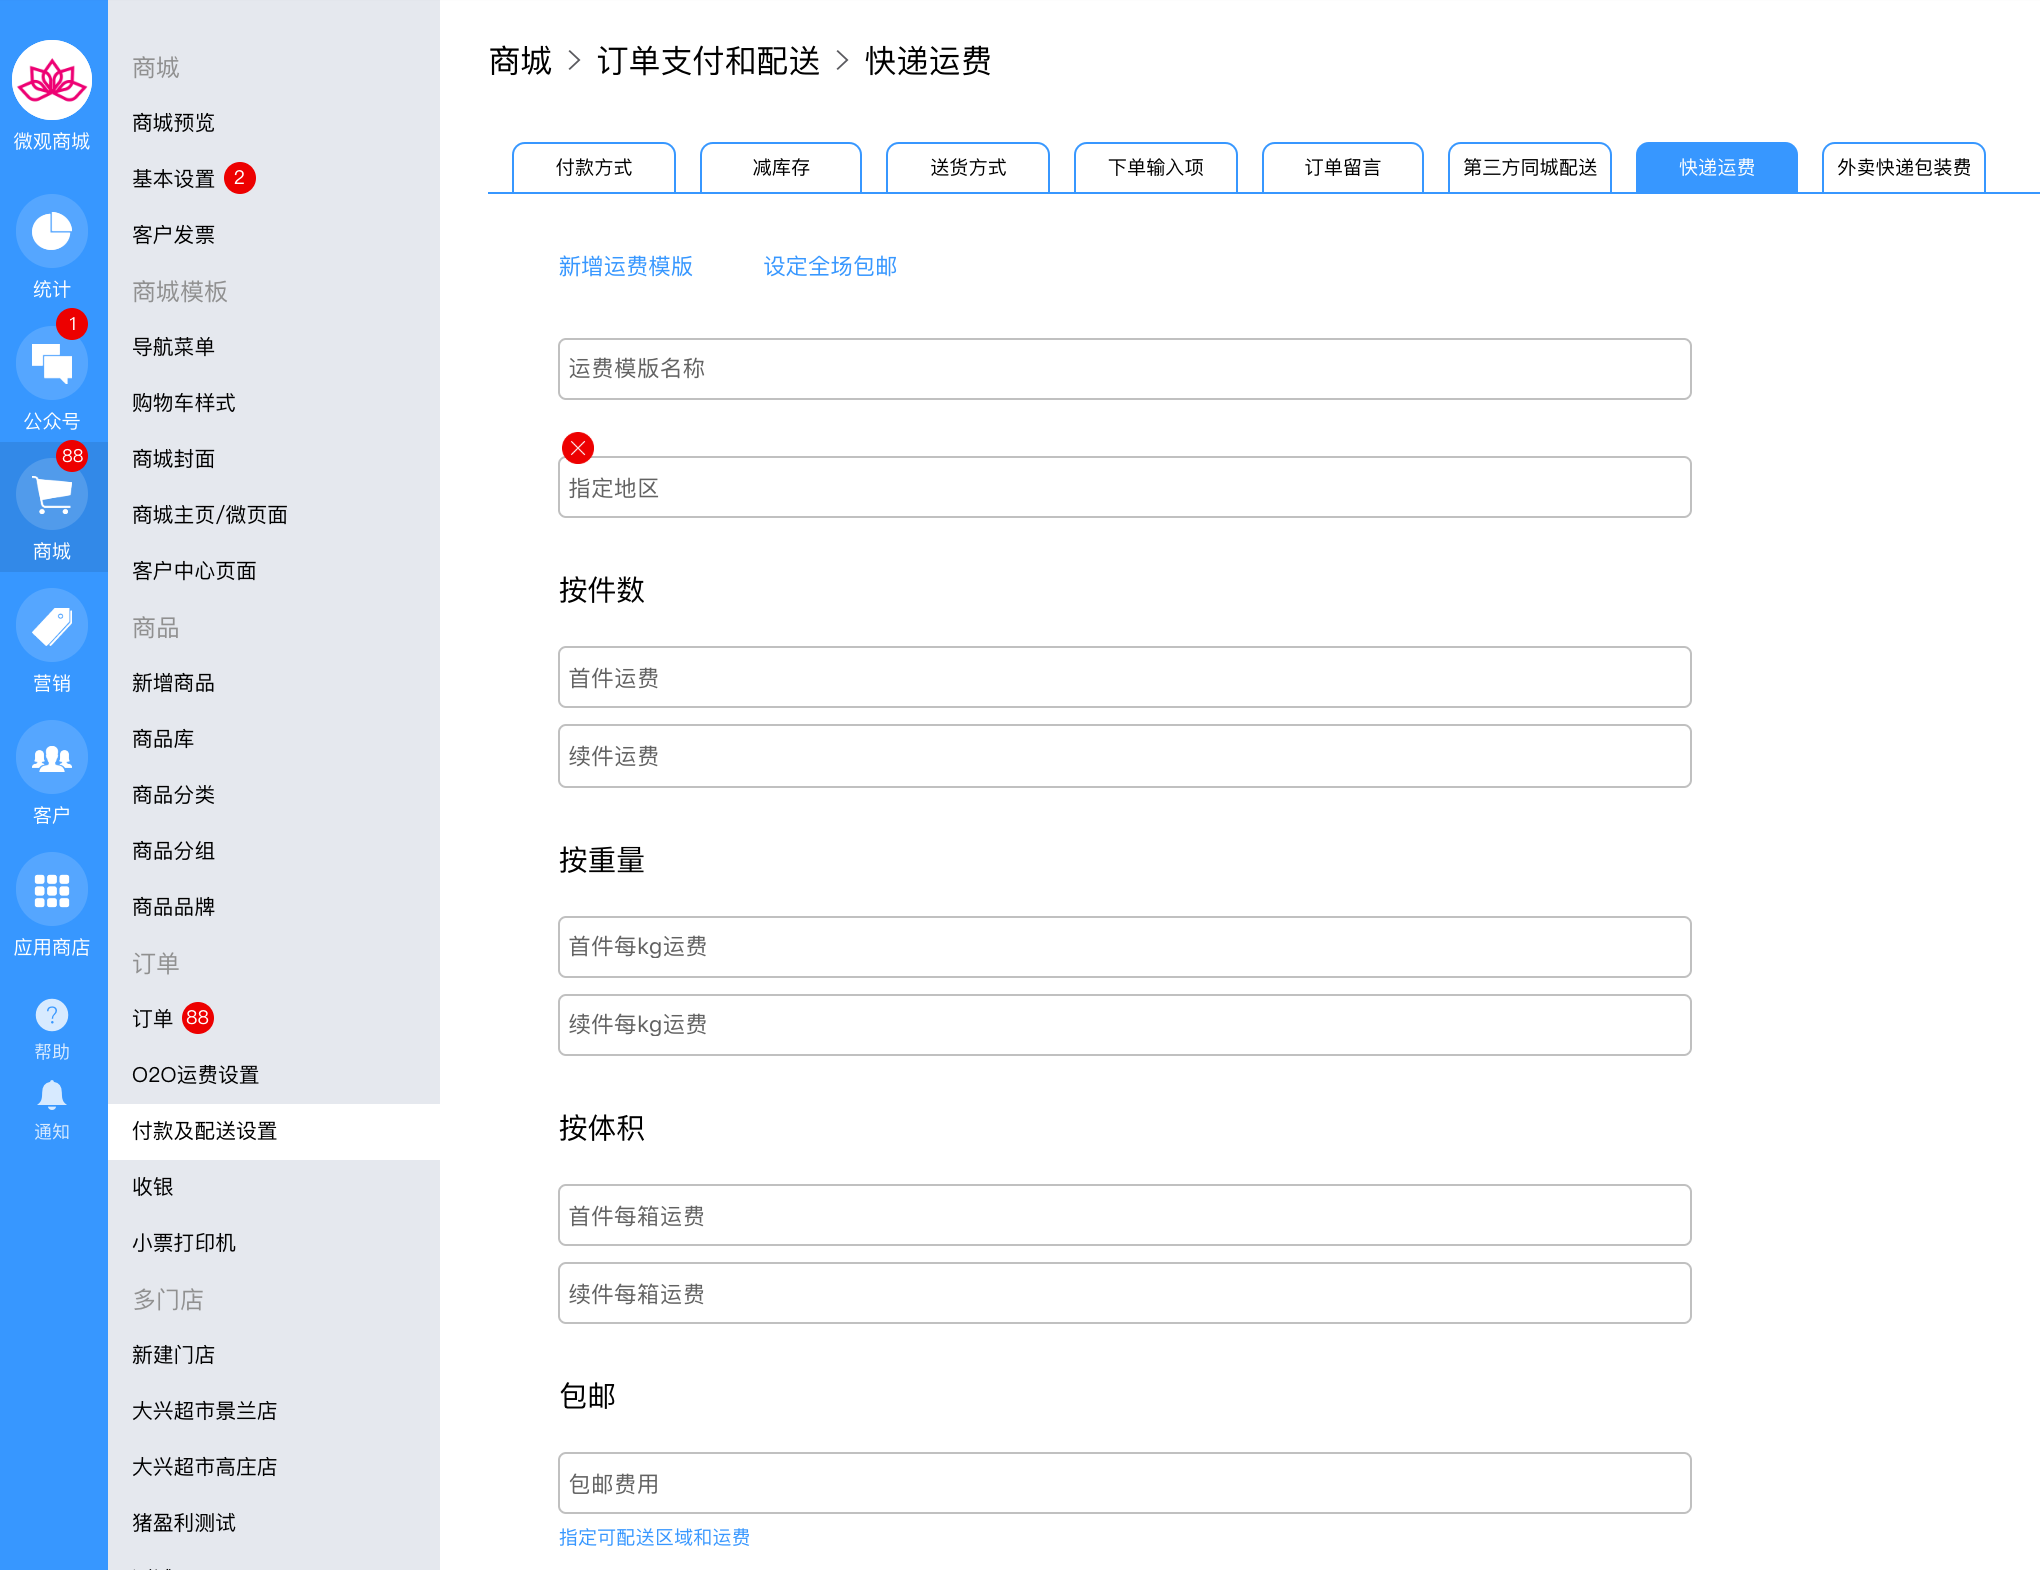 微观商城
统计
1
公众号
88
商城
营销
客户
应用商店
?
帮助
通知
商城
商城预览
基本设置 2
客户发票
商城模板
导航菜单
购物车样式
商城封面
商城主页/微页面
客户中心页面
商品
新增商品
商品库
商品分类
商品分组
商品品牌
订单
订单 88
O2O运费设置
付款及配送设置
收银
小票打印机
多门店
新建门店
大兴超市景兰店
大兴超市高庄店
猪盈利测试
商城 > 订单支付和配送 > 快递运费
付款方式 减库存 送货方式 下单输入项 订单留言 第三方同城配送 快递运费 外卖快递包装费
新增运费模版 设定全场包邮
运费模版名称
指定地区
按件数
首件运费
续件运费
按重量
首件每kg运费
续件每kg运费
按体积
首件每箱运费
续件每箱运费
包邮
包邮费用
指定可配送区域和运费